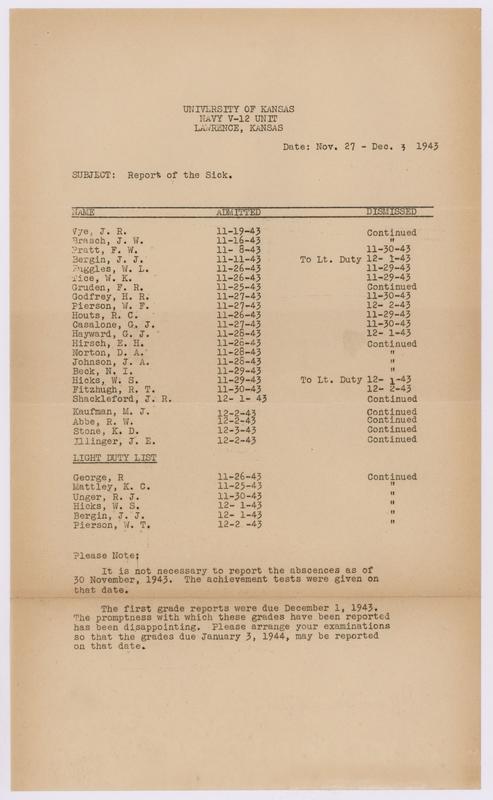 UNIVERSITY OF KANSAS
NAVY V-12 UNIT
LAWRENCE, KANSAS
Date: Nov. 27 - Dec. 3 1943
SUBJECT: Report of the Sick.
NAME ADMITTED DISMISSED
Vye, J. R. 11-19-43 Continued
Brasch, J. W. 11-16-43 "
Pratt, F. W. 11- 8-43 11-30-43
Bergin, J. J. 11-11-43 To Lt. Duty 12- 1-43
Ruggles, W. L. 11-26-43 11-29-43
Tice, W. K. 11-26-43 11-29-43
Gruden, F. R. 11-25-43 Continued
Godfrey, H. R. 11-27-43 11-30-43
Pierson, W. F. 11-27-43 12- 2-43
Houts, R. C. 11-26-43 11-29-43
Casalone, G. J. 11-27-43 11-30-43
Hayward, G. J. 11-28-43 12- 1-43
Hirsch, E. H. 11-28-43 Continued
Norton, D. A. 11-28-43 "
Johnson, J. A. 11-28-43 "
Beck, N. I. 11-29-43 "
Hicks, W. S. 11-29-43 To Lt. Duty 12- 1-43
Fitzhugh, R. T. 11-30-43 12- 2-43
Shackleford, J. R. 12- 1- 43 Continued
Kaufman, M. J. 12-2-43 Continued
Abbe, R. W. 12-2-43 Continued
Stone, K. D. 12-3-43 Continued
Illinger, J. E. 12-2-43 Continued
LIGHT DUTY LIST
George, R 11-26-43 Continued
Mattley, K. C. 11-25-43 "
Unger, R. J. 11-30-43 "
Hicks, W. S. 12- 1-43 "
Bergin, J. J. 12- 1-43 "
Pierson, W. T. 12-2 -43 "
Please Note:
It is not necessary to report the abscences as of
30 November, 1943. The achievement tests were given on
that date.
The first grade reports were due December 1, 1943.
The promptness with which these grades have been reported
has been disappointing. Please arrange your examinations
so that the grades due January 3, 1944, may be reported
on that date.